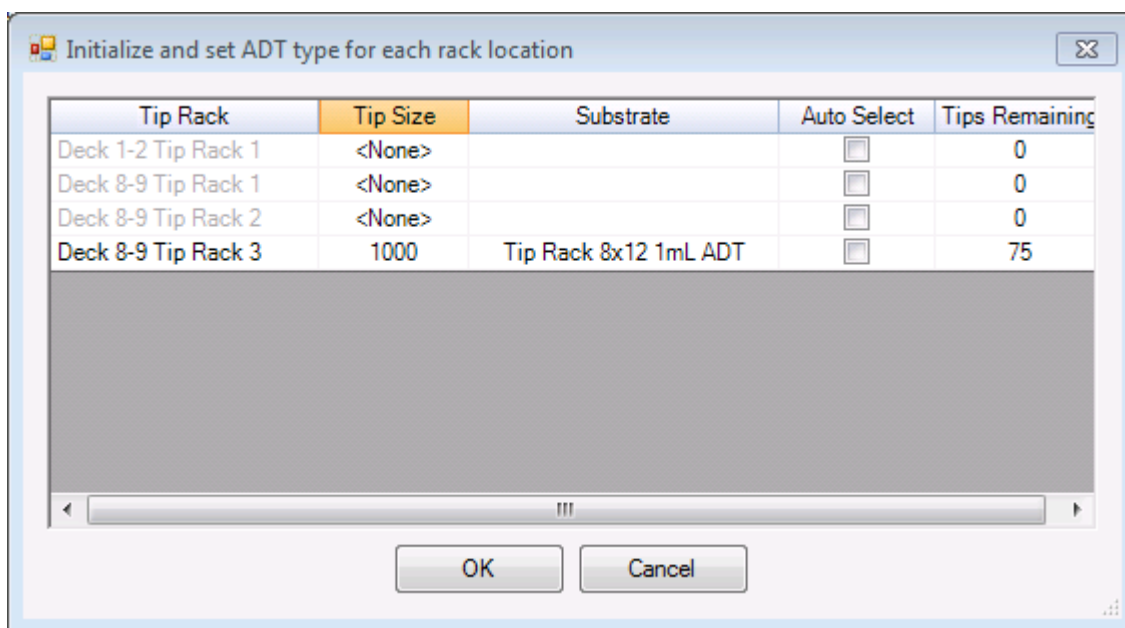 Initialize and set ADT type for each rack location
Tip Rack Tip Size Substrate Auto Select Tips Remaining
Deck 1-2 Tip Rack 1 <None> 0
Deck 8-9 Tip Rack 1 <None> 0
Deck 8-9 Tip Rack 2 <None> 0
Deck 8-9 Tip Rack 3 1000 Tip Rack 8x12 1mL ADT 75
OK Cancel